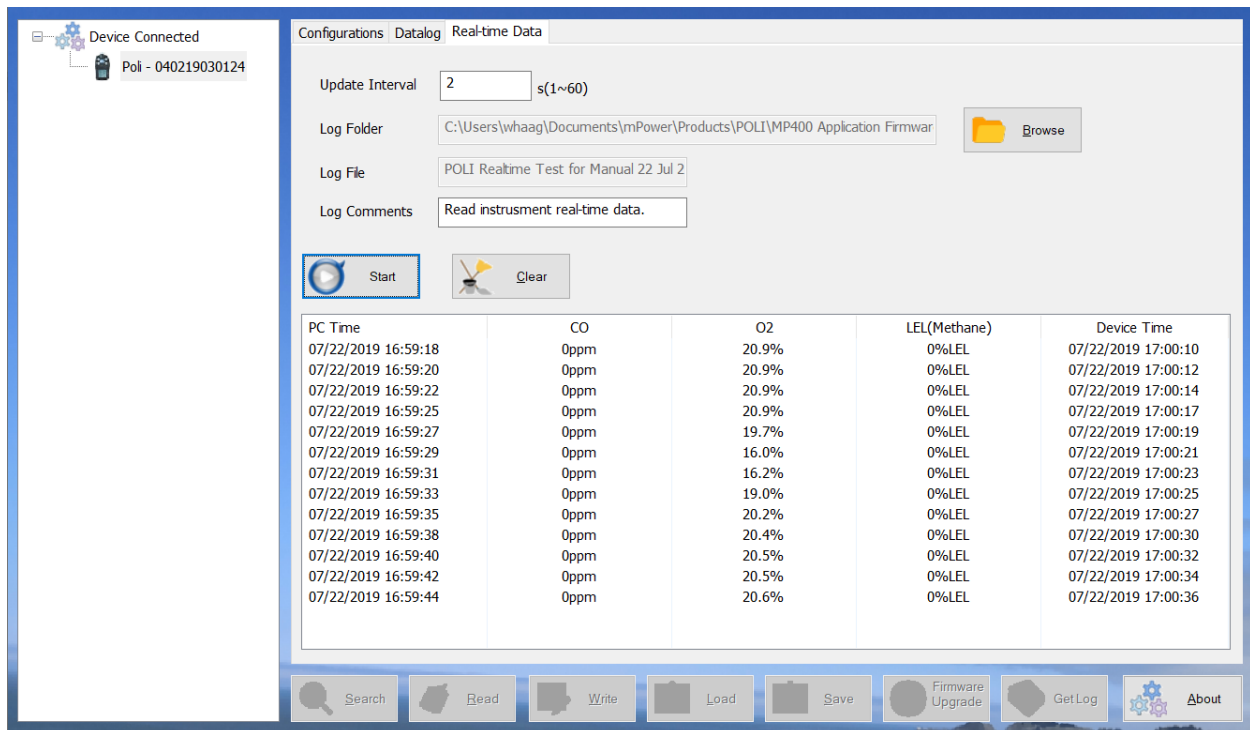 Device Connected
Poli - 040219030124
Configurations Datalog Real-time Data
Update Interval 2 s(1~60)
Log Folder C:\Users\whaag\Documents\mPower\Products\POLI\MP400 Application Firmwar Browse
Log File POLI Realtime Test for Manual 22 Jul 2
Log Comments Read instrusment real-time data.
Start Clear
PC Time CO O2 LEL(Methane) Device Time
07/22/2019 16:59:18 0ppm 20.9% 0%LEL 07/22/2019 17:00:10
07/22/2019 16:59:20 0ppm 20.9% 0%LEL 07/22/2019 17:00:12
07/22/2019 16:59:22 0ppm 20.9% 0%LEL 07/22/2019 17:00:14
07/22/2019 16:59:25 0ppm 20.9% 0%LEL 07/22/2019 17:00:17
07/22/2019 16:59:27 0ppm 19.7% 0%LEL 07/22/2019 17:00:19
07/22/2019 16:59:29 0ppm 16.0% 0%LEL 07/22/2019 17:00:21
07/22/2019 16:59:31 0ppm 16.2% 0%LEL 07/22/2019 17:00:23
07/22/2019 16:59:33 0ppm 19.0% 0%LEL 07/22/2019 17:00:25
07/22/2019 16:59:35 0ppm 20.2% 0%LEL 07/22/2019 17:00:27
07/22/2019 16:59:38 0ppm 20.4% 0%LEL 07/22/2019 17:00:30
07/22/2019 16:59:40 0ppm 20.5% 0%LEL 07/22/2019 17:00:32
07/22/2019 16:59:42 0ppm 20.5% 0%LEL 07/22/2019 17:00:34
07/22/2019 16:59:44 0ppm 20.6% 0%LEL 07/22/2019 17:00:36
Search Read Write Load Save Firmware Upgrade Get Log About